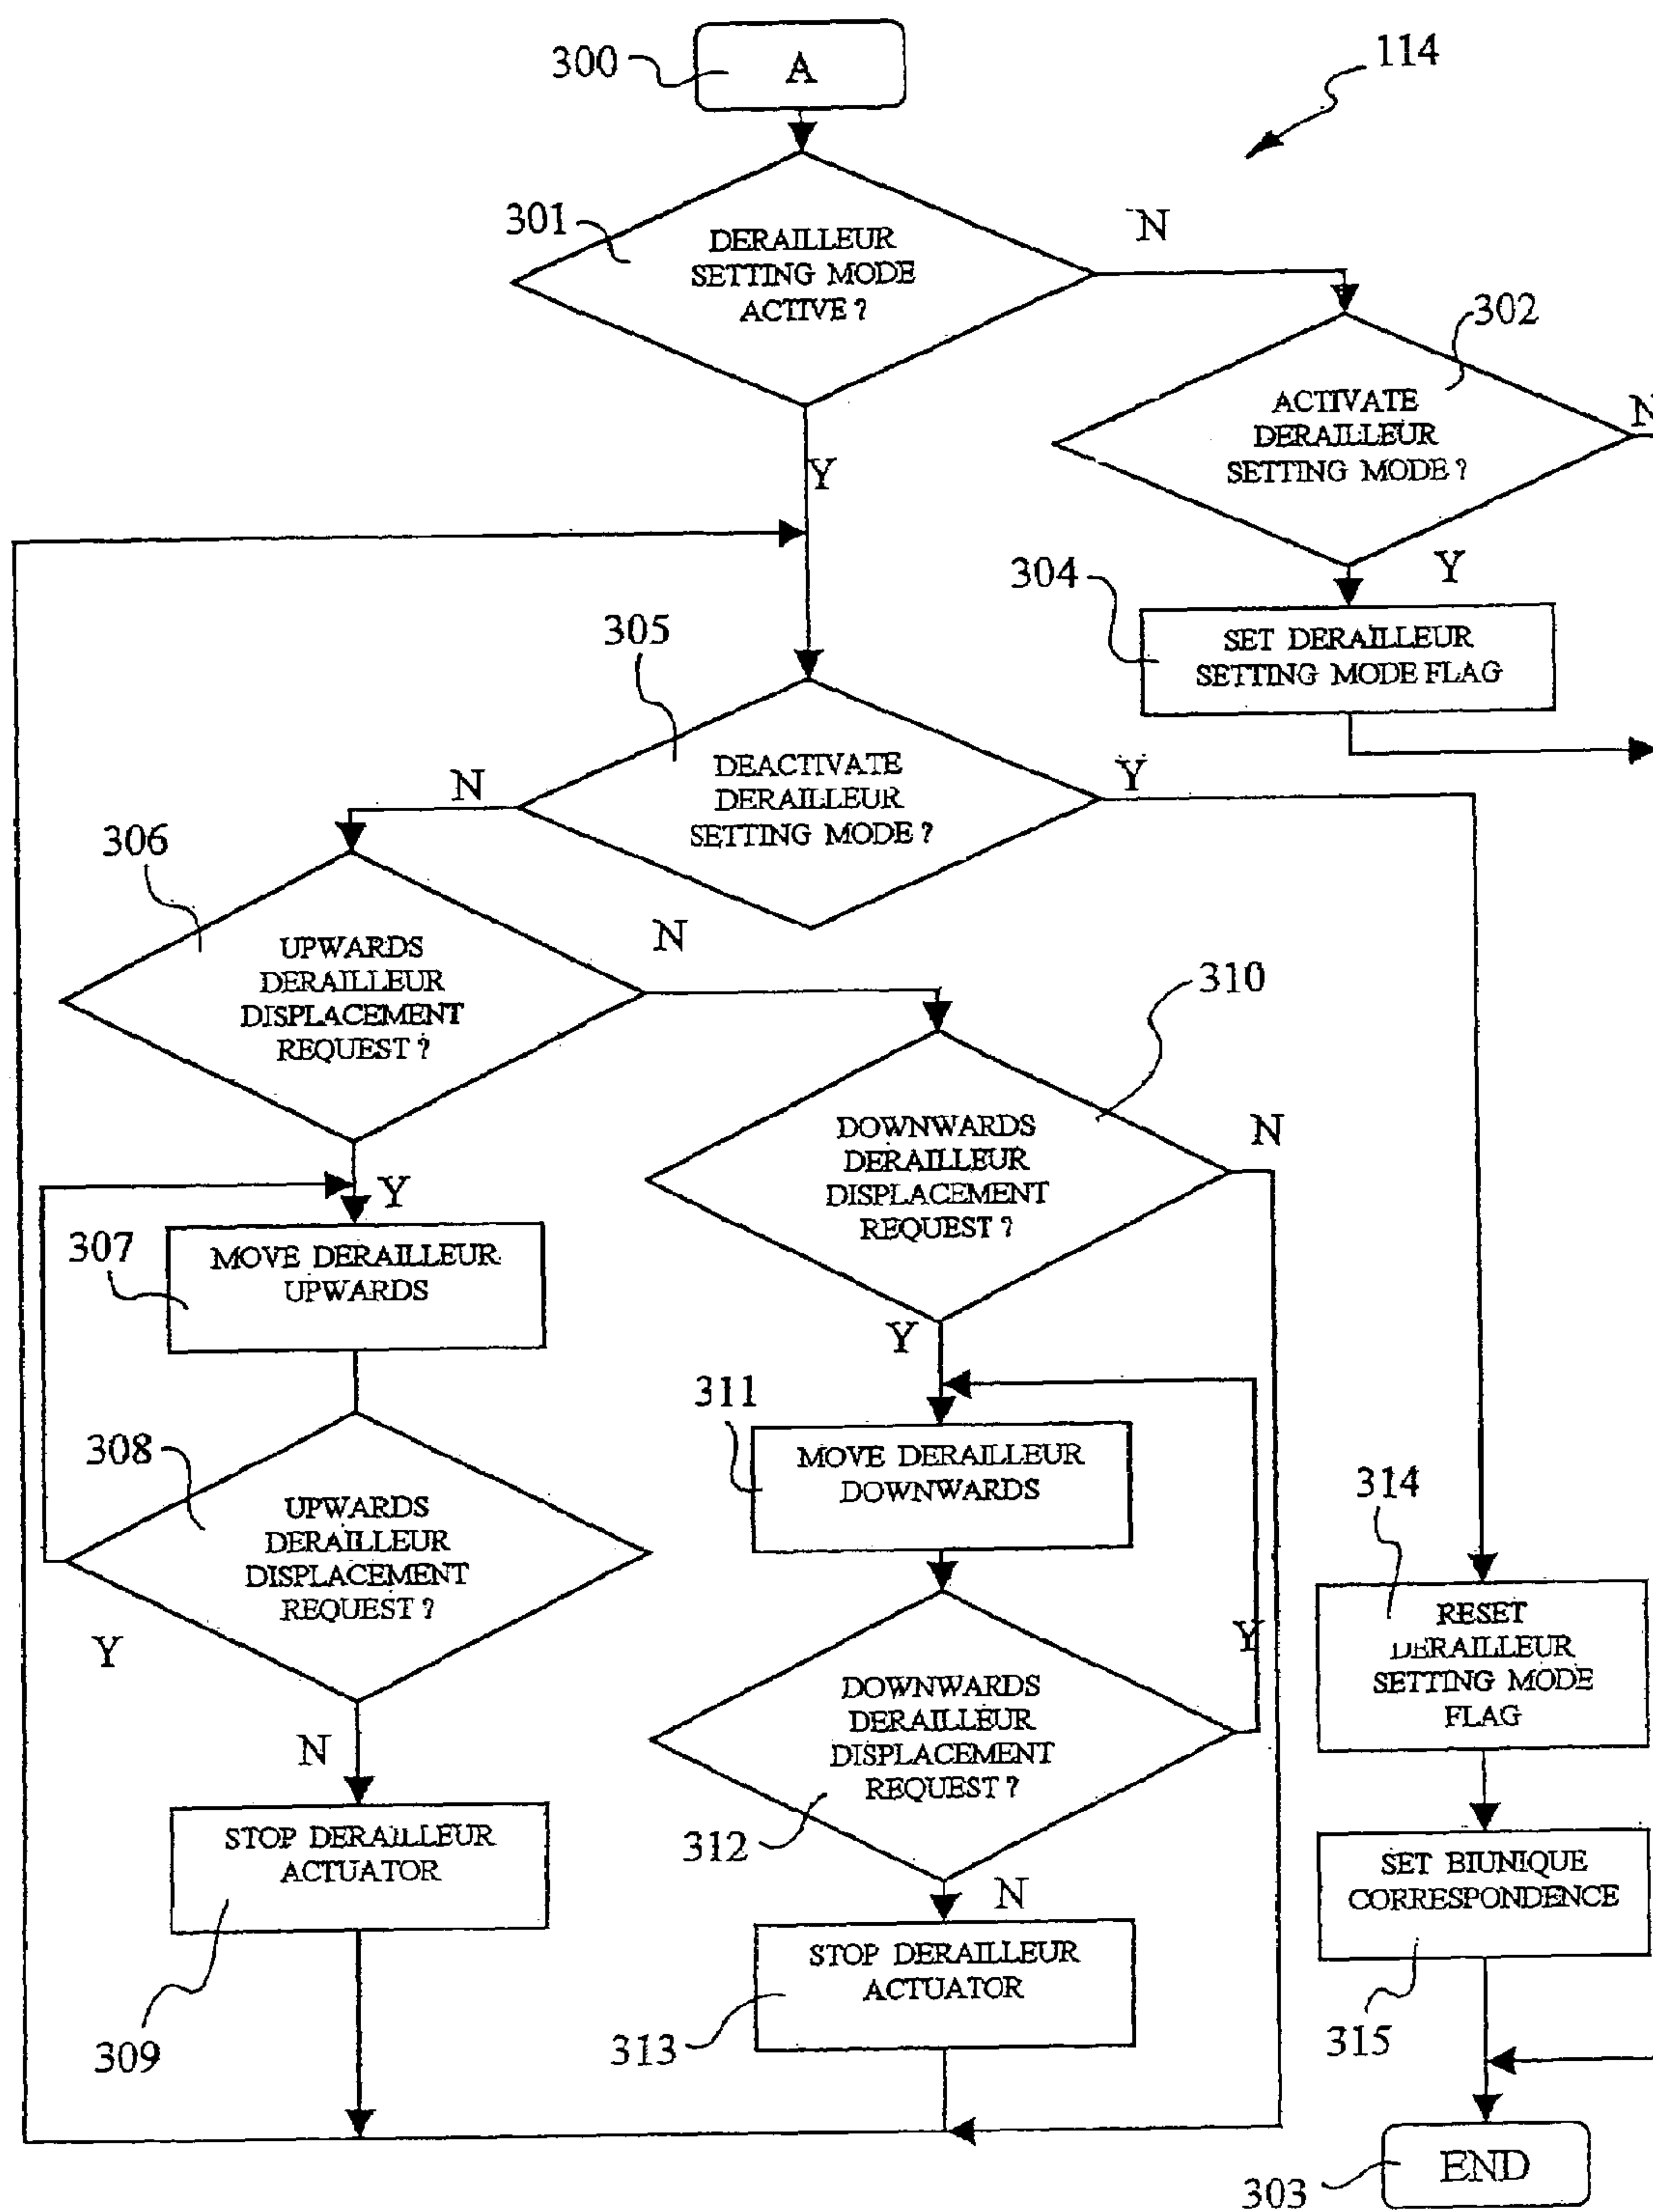 300
A
114
301
DERAILLEUR
SETTING MODE
ACTIVE ?
N
302
ACTIVATE
DERAILLEUR
SETTING MODE ?
N
Y
Y
304
SET DERAILLEUR
SETTING MODE FLAG
305
DEACTIVATE
DERAILLEUR
SETTING MODE ?
N
Y
306
UPWARDS
DERAILLEUR
DISPLACEMENT
REQUEST ?
N
310
DOWNWARDS
DERAILLEUR
DISPLACEMENT
REQUEST ?
N
Y
307
MOVE DERAILLEUR
UPWARDS
Y
311
MOVE DERAILLEUR
DOWNWARDS
308
UPWARDS
DERAILLEUR
DISPLACEMENT
REQUEST ?
Y
314
RESET
DERAILLEUR
SETTING MODE
FLAG
Y
DOWNWARDS
DERAILLEUR
DISPLACEMENT
REQUEST ?
312
N
STOP DERAILLEUR
ACTUATOR
309
N
STOP DERAILLEUR
ACTUATOR
313
SET BIUNIQUE
CORRESPONDENCE
315
END
303